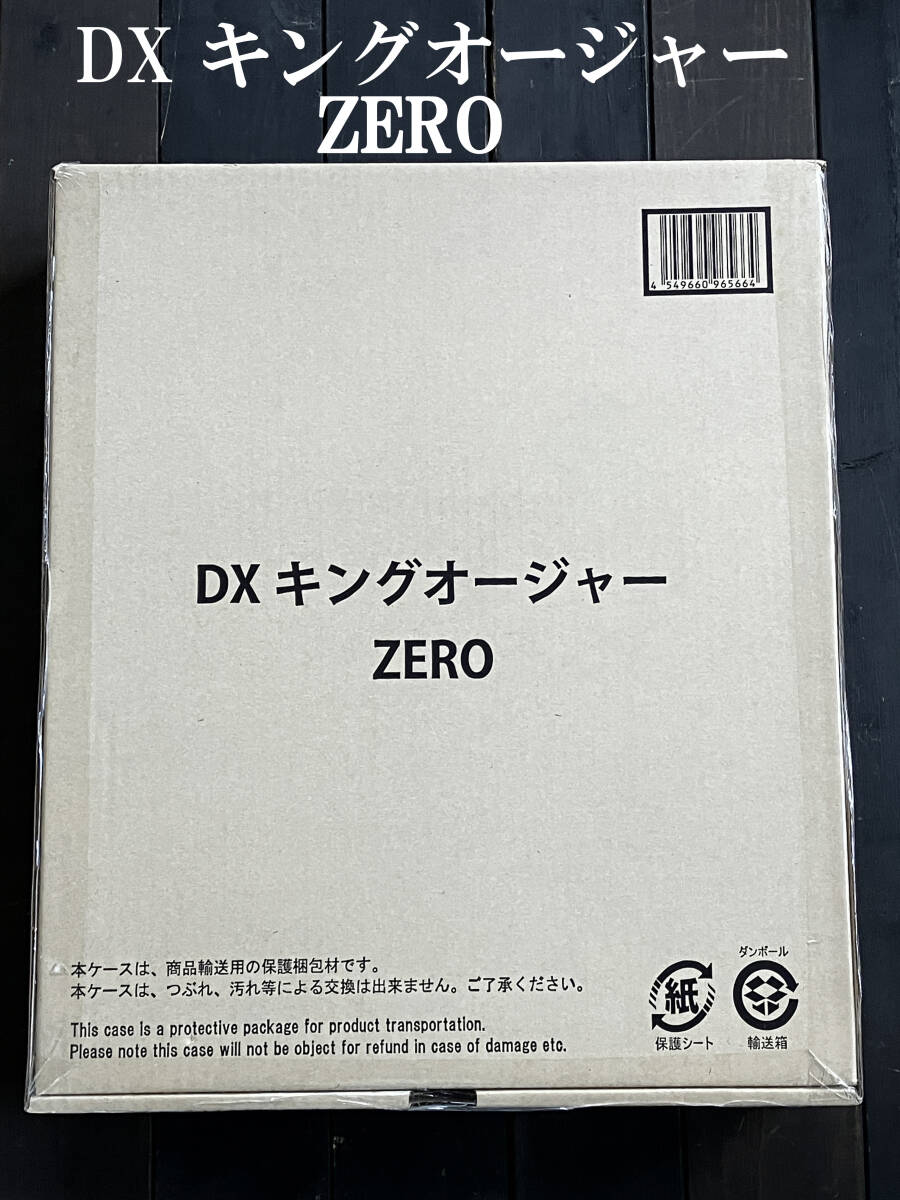 DX キングオージャー
ZERO
4 549660 965664
DX キングオージャー
ZERO
本ケースは、商品輸送用の保護梱包材です。
本ケースは、つぶれ、汚れ等による交換は出来ません。ご了承ください。
This case is a protective package for product transportation.
Please note this case will not be object for refund in case of damage etc.
紙
保護シート
ダンボール
輸送箱